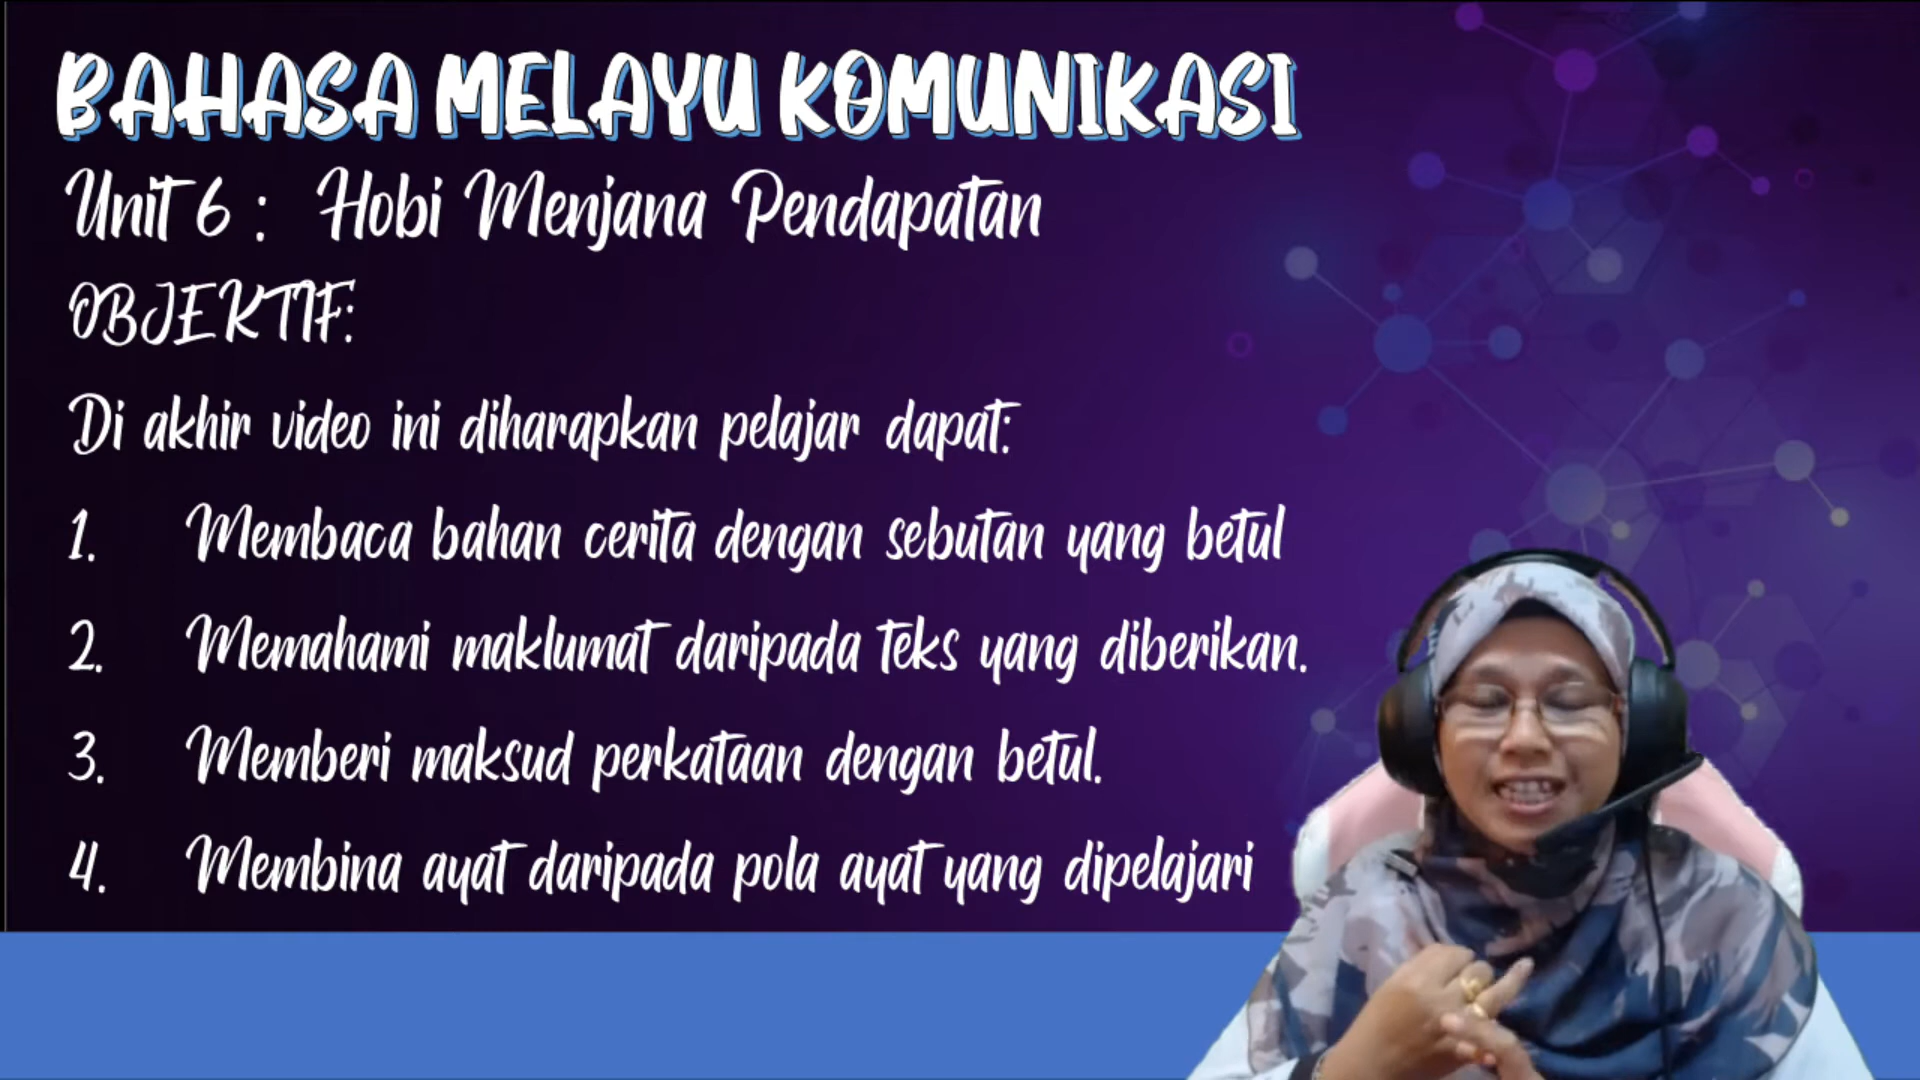 BAHASA MELAYU KOMUNIKASI
Unit 6 : Hobi Menjana Pendapatan
OBJEKTIF:
Di akhir video ini diharapkan pelajar dapat:
1. Membaca bahan cerita dengan sebutan yang betul
2. Memahami maklumat daripada teks yang diberikan.
3. Memberi maksud perkataan dengan betul.
4. Membina ayat daripada pola ayat yang dipelajari